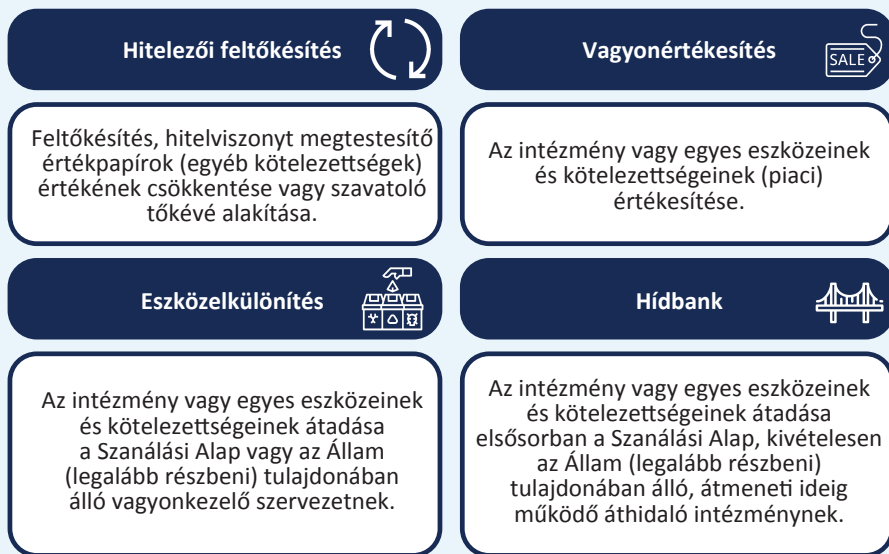 Hitelezői feltőkésítés
Feltőkésítés, hitelviszonyt megtestesítő
értékpapírok (egyéb kötelezettségek)
értékének csökkentése vagy szavatoló
tőkévé alakítása.
Vagyonértékesítés
SALE
Az intézmény vagy egyes eszközeinek
és kötelezettségeinek (piaci)
értékesítése.
Eszközelkülönítés
Az intézmény vagy egyes eszközeinek
és kötelezettségeinek átadása
a Szanálási Alap vagy az Állam
(legalább részbeni) tulajdonában
álló vagyonkezelő szervezetnek.
Hídbank
Az intézmény vagy egyes eszközeinek
és kötelezettségeinek átadása
elsősorban a Szanálási Alap, kivételesen
az Állam (legalább részbeni)
tulajdonában álló, átmeneti ideig
működő áthidaló intézménynek.